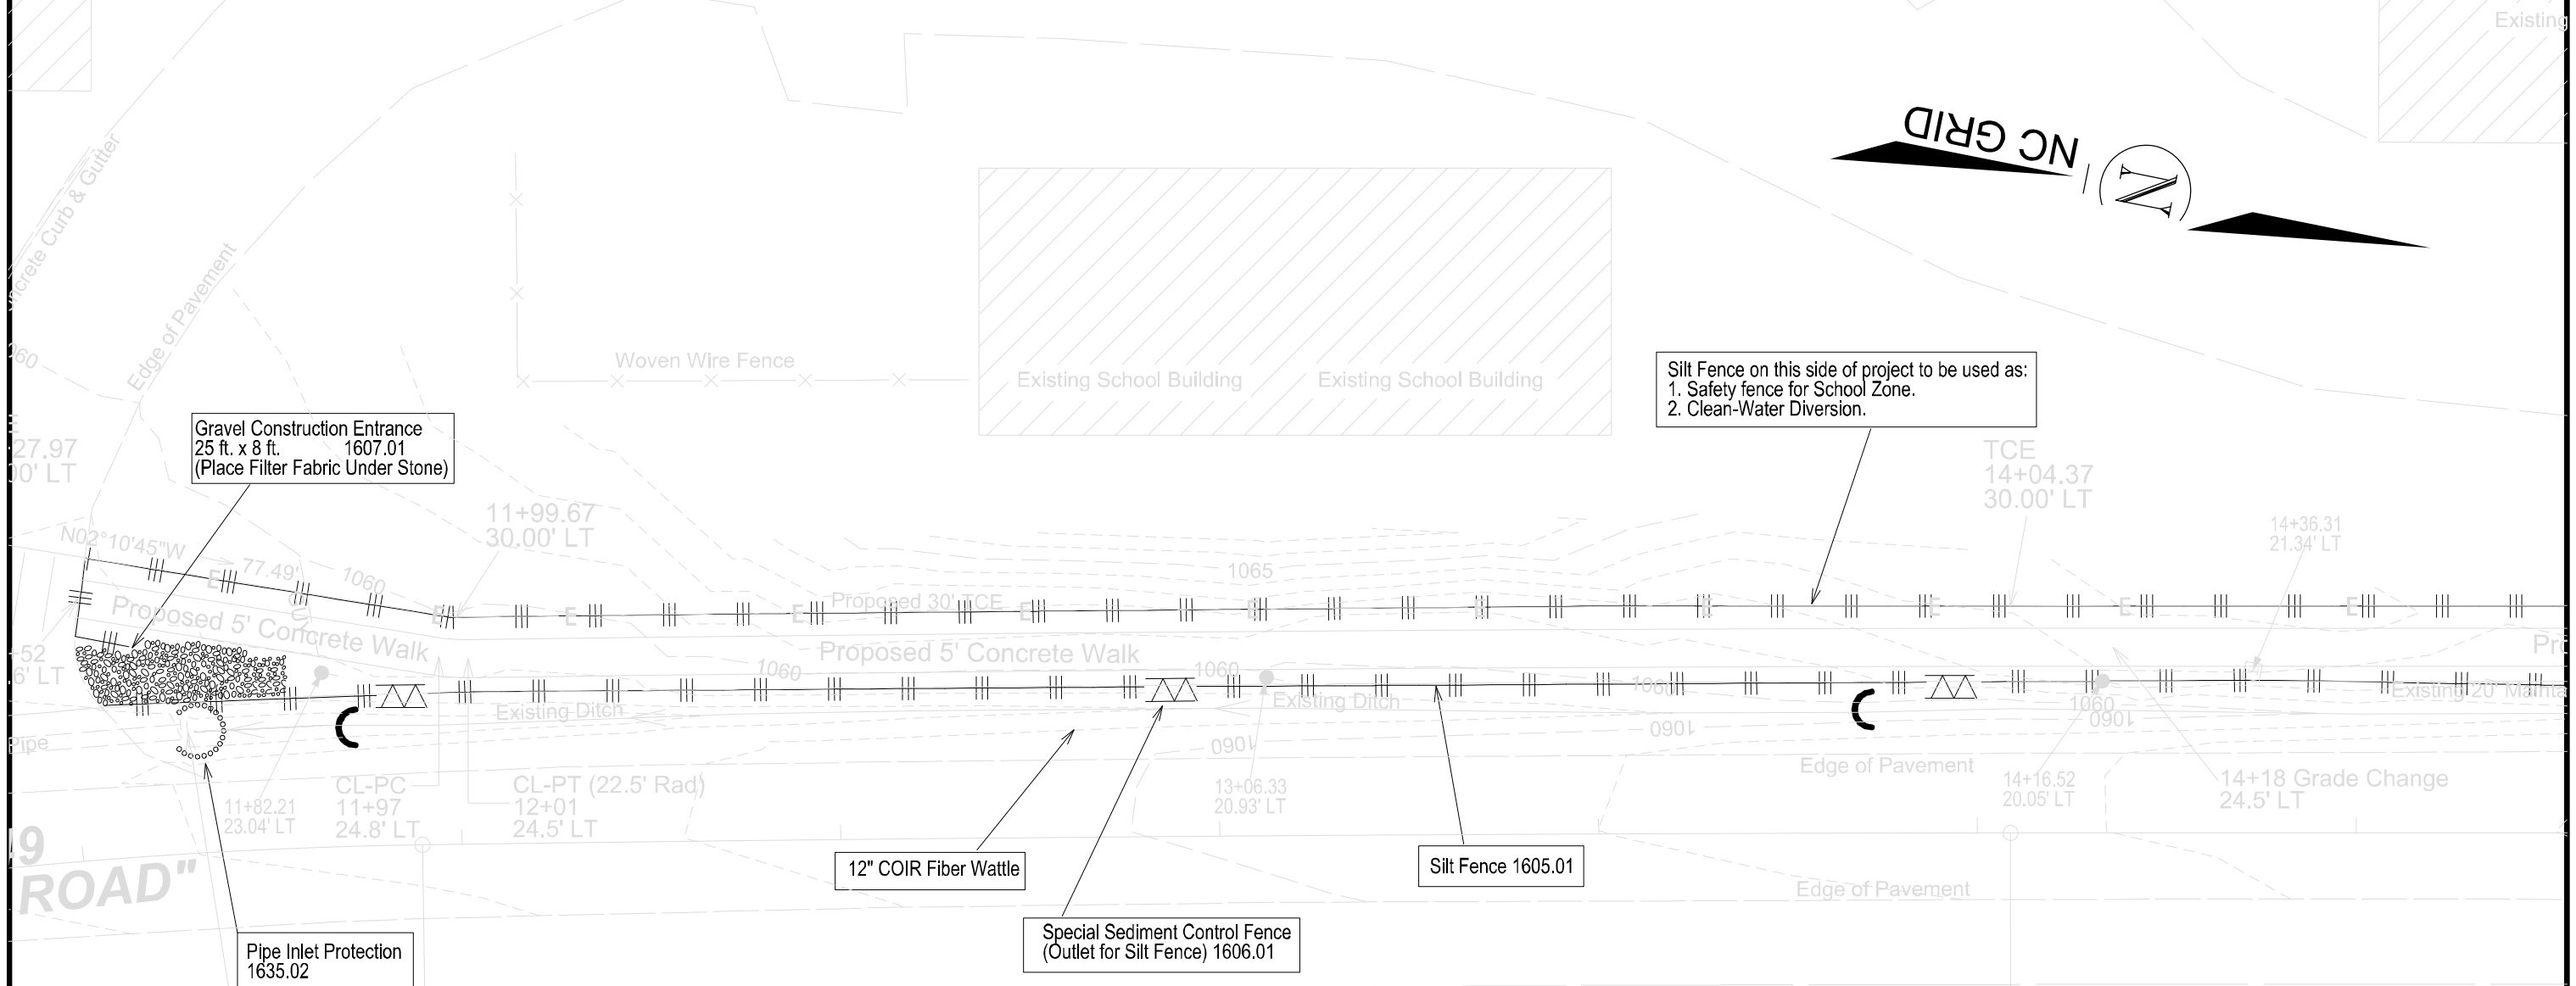 Existing
NC GRID
N
ncrete Curb & Gutter
Edge of Pavement
060
Woven Wire Fence
Existing School Building
Existing School Building
Silt Fence on this side of project to be used as:
1. Safety fence for School Zone.
2. Clean-Water Diversion.
Gravel Construction Entrance
25 ft. x 8 ft. 1607.01
(Place Filter Fabric Under Stone)
27.97
00' LT
11+99.67
30.00' LT
TCE
14+04.37
30.00' LT
14+36.31
21.34' LT
N02°10'45"W
77.49'
1060
1065
E
E
E
E
E
E
E
E
E
E
E
Proposed 30' TCE
Proposed 5' Concrete Walk
Proposed 5' Concrete Walk
Pro
+52
6' LT
1060
1060
1060
1060
Existing 20' Mainta
Existing Ditch
Existing Ditch
1060
1060
1060
Pipe
Edge of Pavement
11+82.21
23.04' LT
CL-PC
11+97
24.8' LT
CL-PT (22.5' Rad)
12+01
24.5' LT
13+06.33
20.93' LT
14+16.52
20.05' LT
14+18 Grade Change
24.5' LT
9
ROAD"
12" COIR Fiber Wattle
Silt Fence 1605.01
Edge of Pavement
Special Sediment Control Fence
(Outlet for Silt Fence) 1606.01
Pipe Inlet Protection
1635.02